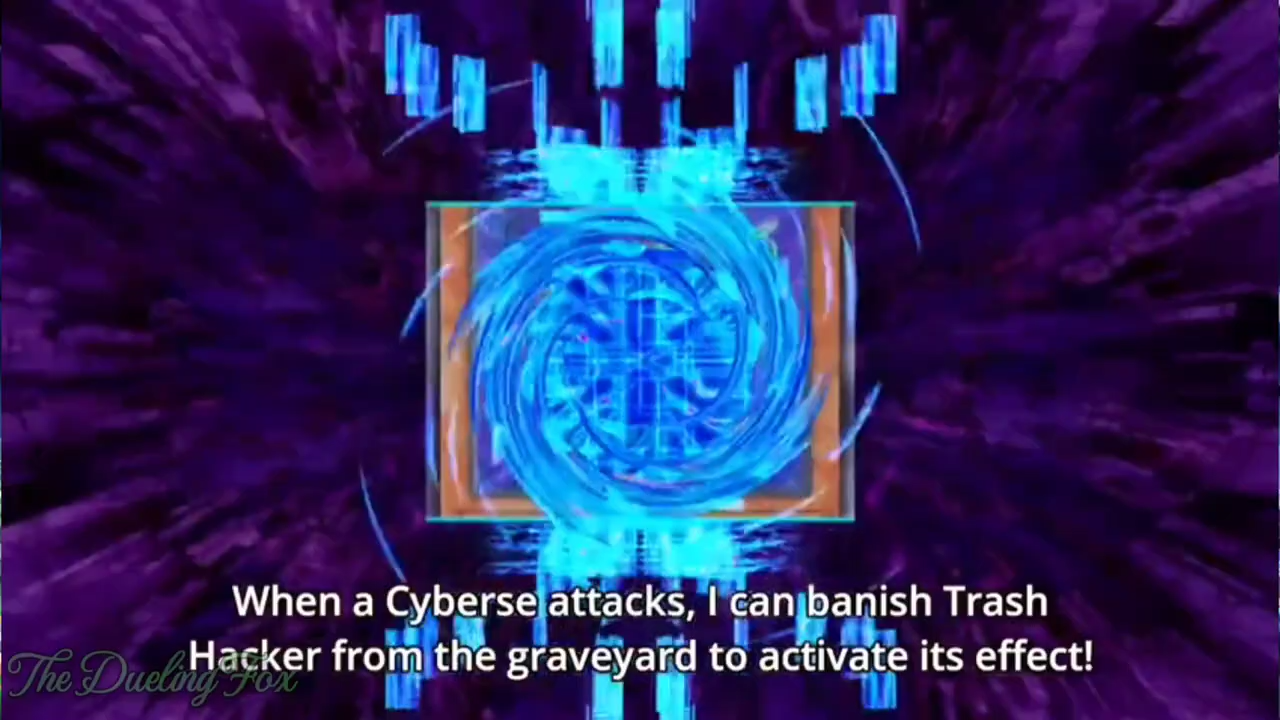 When a Cyberse attacks, I can banish Trash
Hacker from the graveyard to activate its effect!
The Dueling Fox